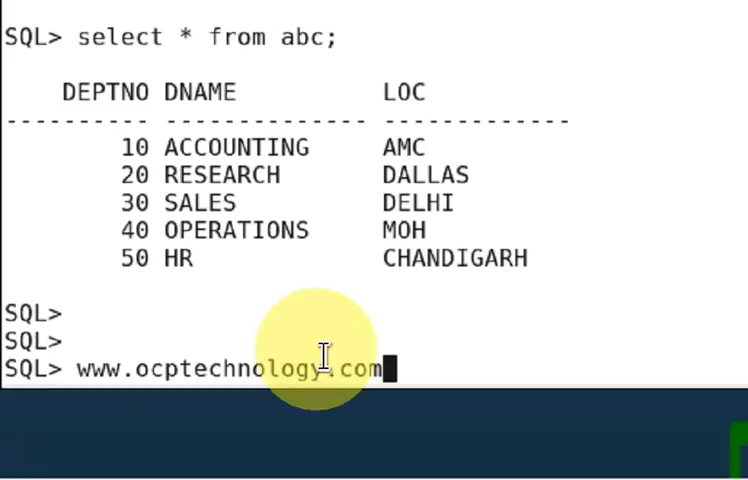 SQL> select * from abc;
    DEPTNO DNAME          LOC
---------- -------------- -------------
        10 ACCOUNTING     AMC
        20 RESEARCH       DALLAS
        30 SALES          DELHI
        40 OPERATIONS     MOH
        50 HR             CHANDIGARH
SQL>
SQL>
SQL> www.ocptechnology.com